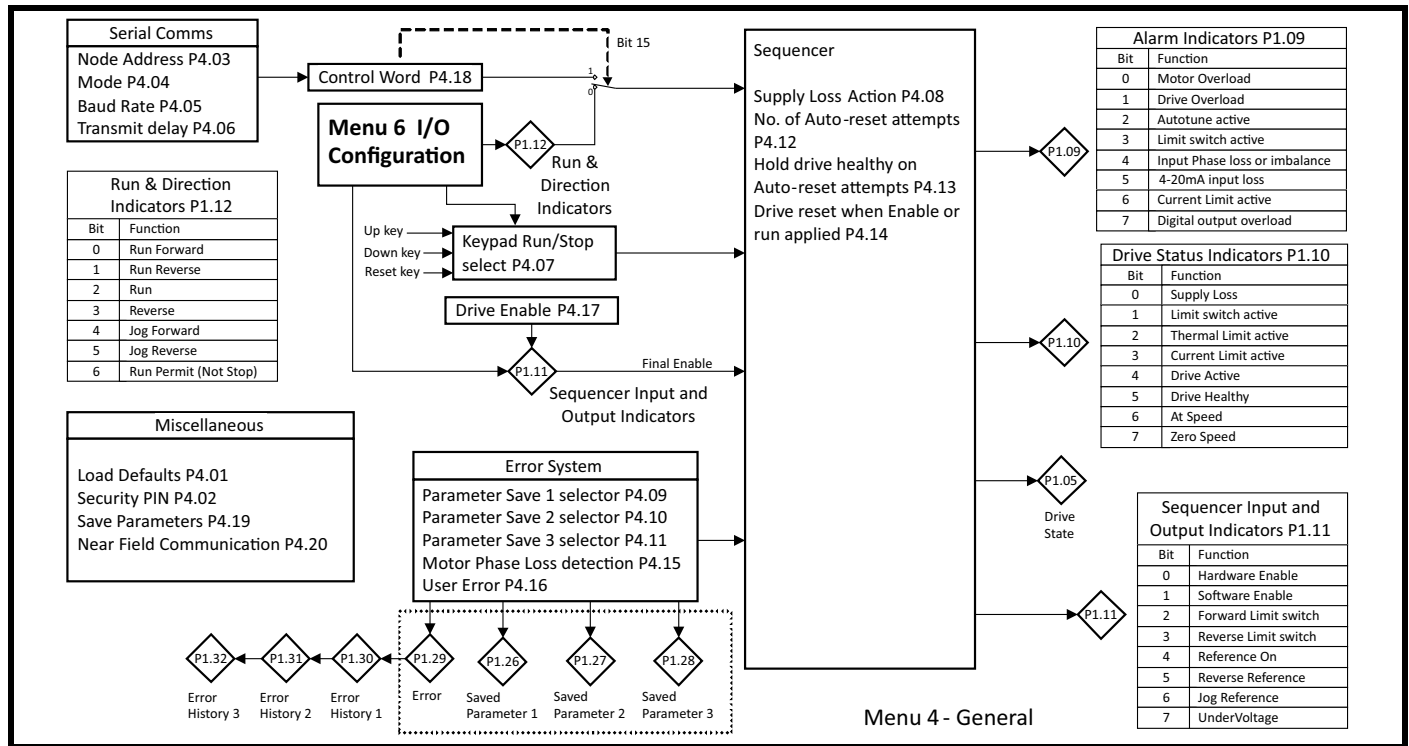 Serial Comms
Node Address P4.03
Mode P4.04
Baud Rate P4.05
Transmit delay P4.06
Control Word P4.18
Bit 15
1
0
Menu 6 I/O
Configuration
P1.12
Run &
Direction
Indicators
Run & Direction
Indicators P1.12
Bit Function
0 Run Forward
1 Run Reverse
2 Run
3 Reverse
4 Jog Forward
5 Jog Reverse
6 Run Permit (Not Stop)
Up key
Down key
Reset key
Keypad Run/Stop
select P4.07
Drive Enable P4.17
P1.11
Final Enable
Sequencer Input and
Output Indicators
Miscellaneous
Load Defaults P4.01
Security PIN P4.02
Save Parameters P4.19
Near Field Communication P4.20
Error System
Parameter Save 1 selector P4.09
Parameter Save 2 selector P4.10
Parameter Save 3 selector P4.11
Motor Phase Loss detection P4.15
User Error P4.16
P1.32
P1.31
P1.30
P1.29
P1.26
P1.27
P1.28
Error
History 3
Error
History 2
Error
History 1
Error
Saved
Parameter 1
Saved
Parameter 2
Saved
Parameter 3
Sequencer
Supply Loss Action P4.08
No. of Auto-reset attempts
P4.12
Hold drive healthy on
Auto-reset attempts P4.13
Drive reset when Enable or
run applied P4.14
P1.09
P1.10
P1.05
Drive
State
P1.11
Alarm Indicators P1.09
Bit Function
0 Motor Overload
1 Drive Overload
2 Autotune active
3 Limit switch active
4 Input Phase loss or imbalance
5 4-20mA input loss
6 Current Limit active
7 Digital output overload
Drive Status Indicators P1.10
Bit Function
0 Supply Loss
1 Limit switch active
2 Thermal Limit active
3 Current Limit active
4 Drive Active
5 Drive Healthy
6 At Speed
7 Zero Speed
Sequencer Input and
Output Indicators P1.11
Bit Function
0 Hardware Enable
1 Software Enable
2 Forward Limit switch
3 Reverse Limit switch
4 Reference On
5 Reverse Reference
6 Jog Reference
7 UnderVoltage
Menu 4 - General